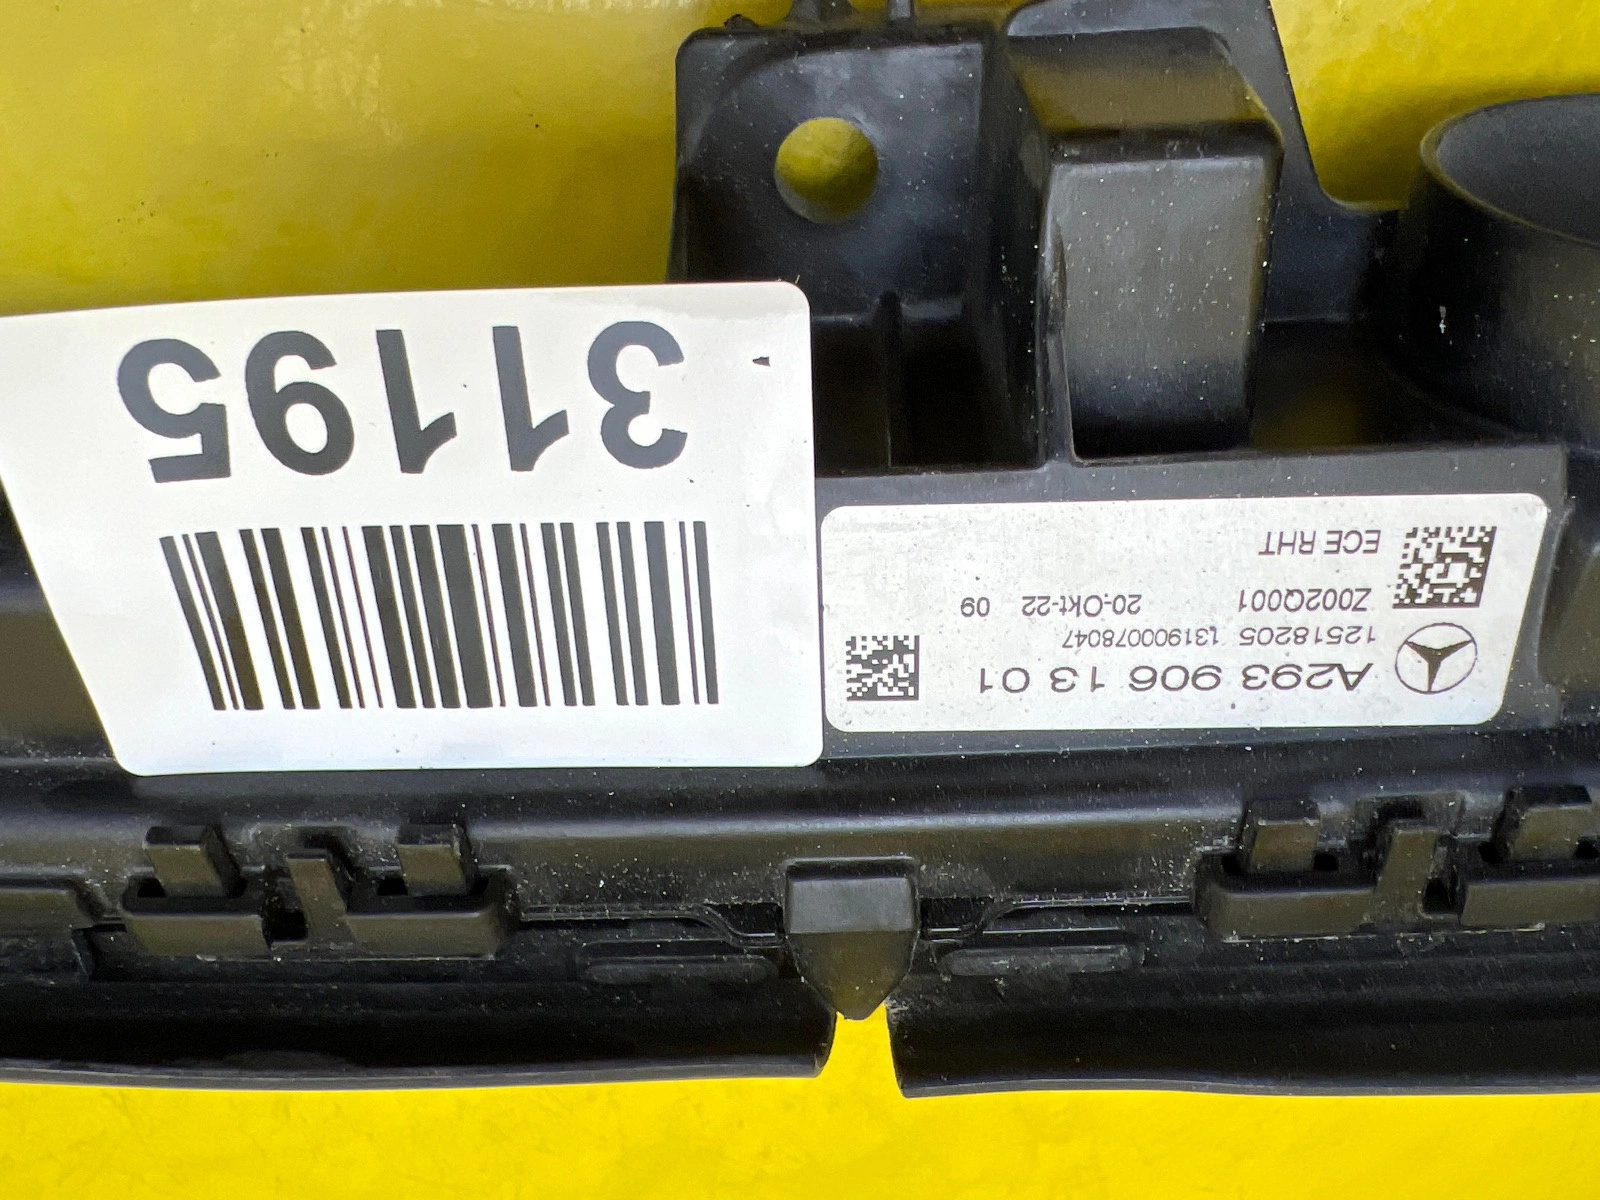 31195
A293 906 13 01
12518205 131900078047
Z002Q001 20-Okt-22 09
ECE RHT